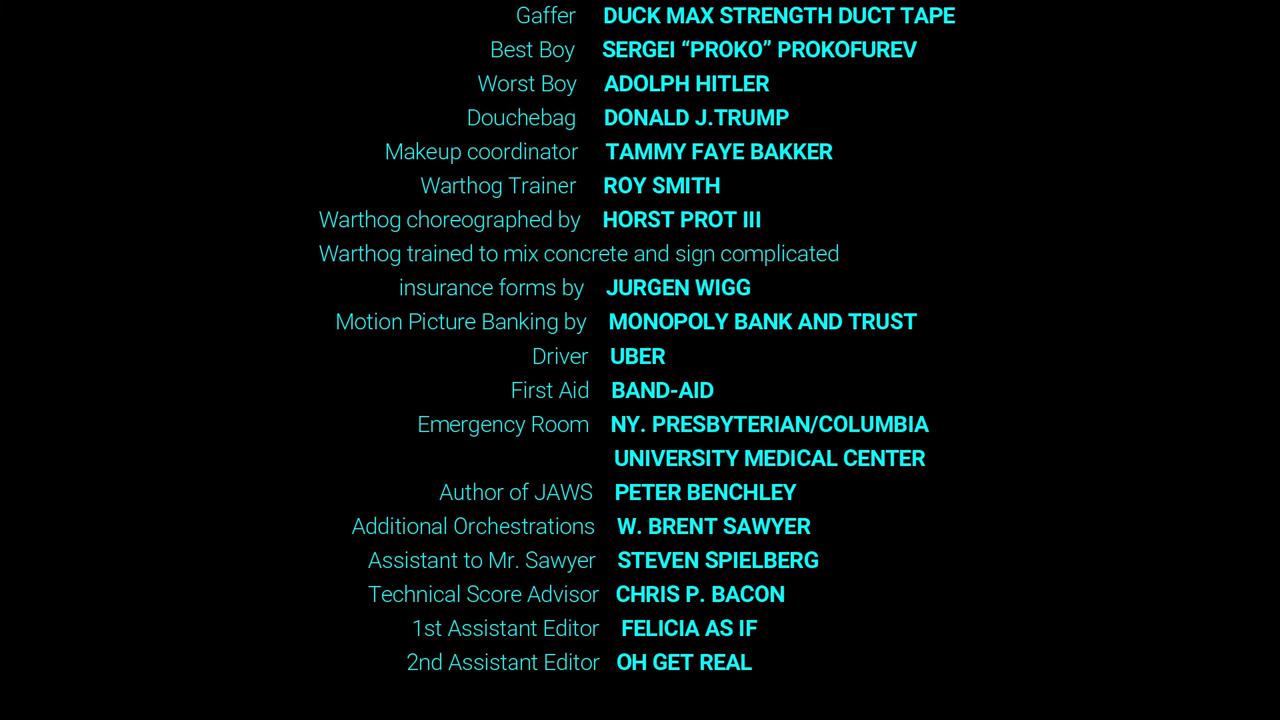 Gaffer DUCK MAX STRENGTH DUCT TAPE
Best Boy SERGEI “PROKO” PROKOFUREV
Worst Boy ADOLPH HITLER
Douchebag DONALD J.TRUMP
Makeup coordinator TAMMY FAYE BAKKER
Warthog Trainer ROY SMITH
Warthog choreographed by HORST PROT III
Warthog trained to mix concrete and sign complicated
insurance forms by JURGEN WIGG
Motion Picture Banking by MONOPOLY BANK AND TRUST
Driver UBER
First Aid BAND-AID
Emergency Room NY. PRESBYTERIAN/COLUMBIA
UNIVERSITY MEDICAL CENTER
Author of JAWS PETER BENCHLEY
Additional Orchestrations W. BRENT SAWYER
Assistant to Mr. Sawyer STEVEN SPIELBERG
Technical Score Advisor CHRIS P. BACON
1st Assistant Editor FELICIA AS IF
2nd Assistant Editor OH GET REAL